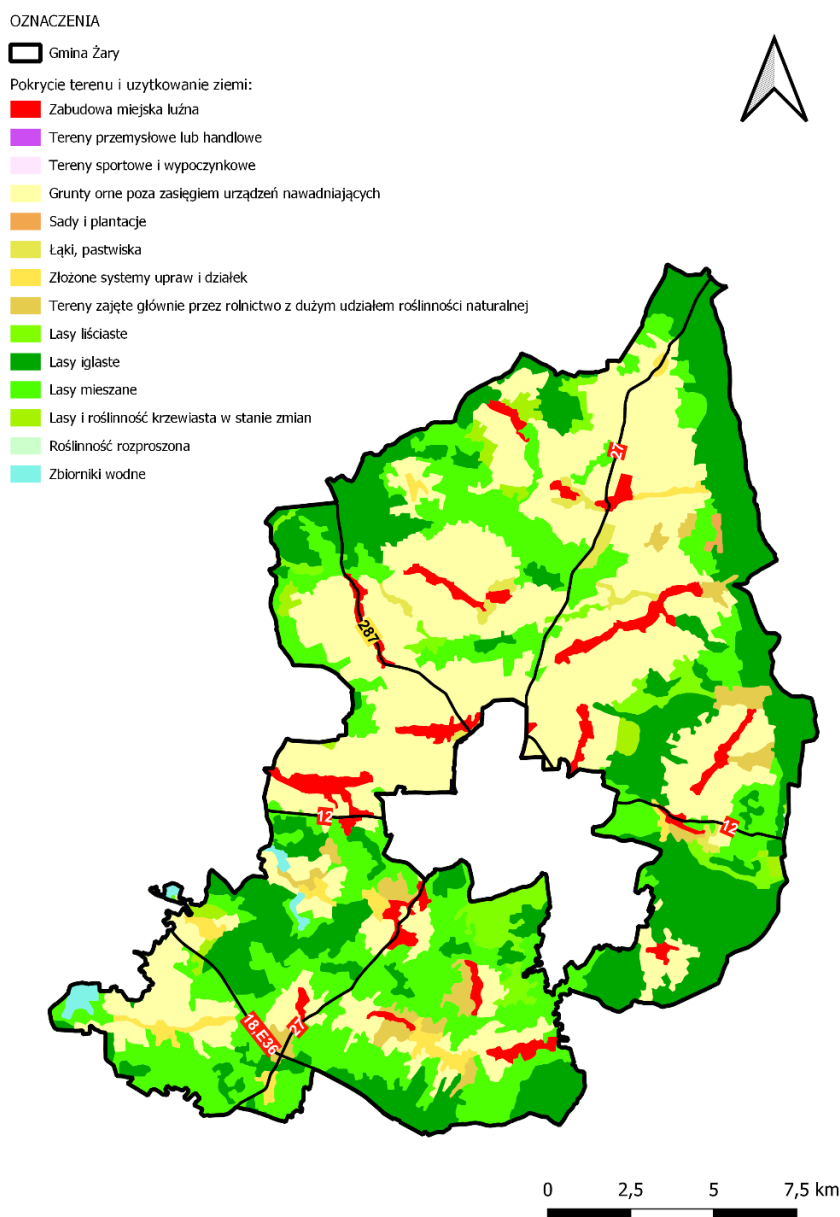 OZNACZENIA
Gmina Żary
Pokrycie terenu i uzytkowanie ziemi:
Zabudowa miejska luźna
Tereny przemysłowe lub handlowe
Tereny sportowe i wypoczynkowe
Grunty orne poza zasięgiem urządzeń nawadniających
Sady i plantacje
Łąki, pastwiska
Złożone systemy upraw i działek
Tereny zajęte głównie przez rolnictwo z dużym udziałem roślinności naturalnej
Lasy liściaste
Lasy iglaste
Lasy mieszane
Lasy i roślinność krzewiasta w stanie zmian
Roślinność rozproszona
Zbiorniki wodne
27
287
12
12
18 E36
27
0 2,5 5 7,5 km